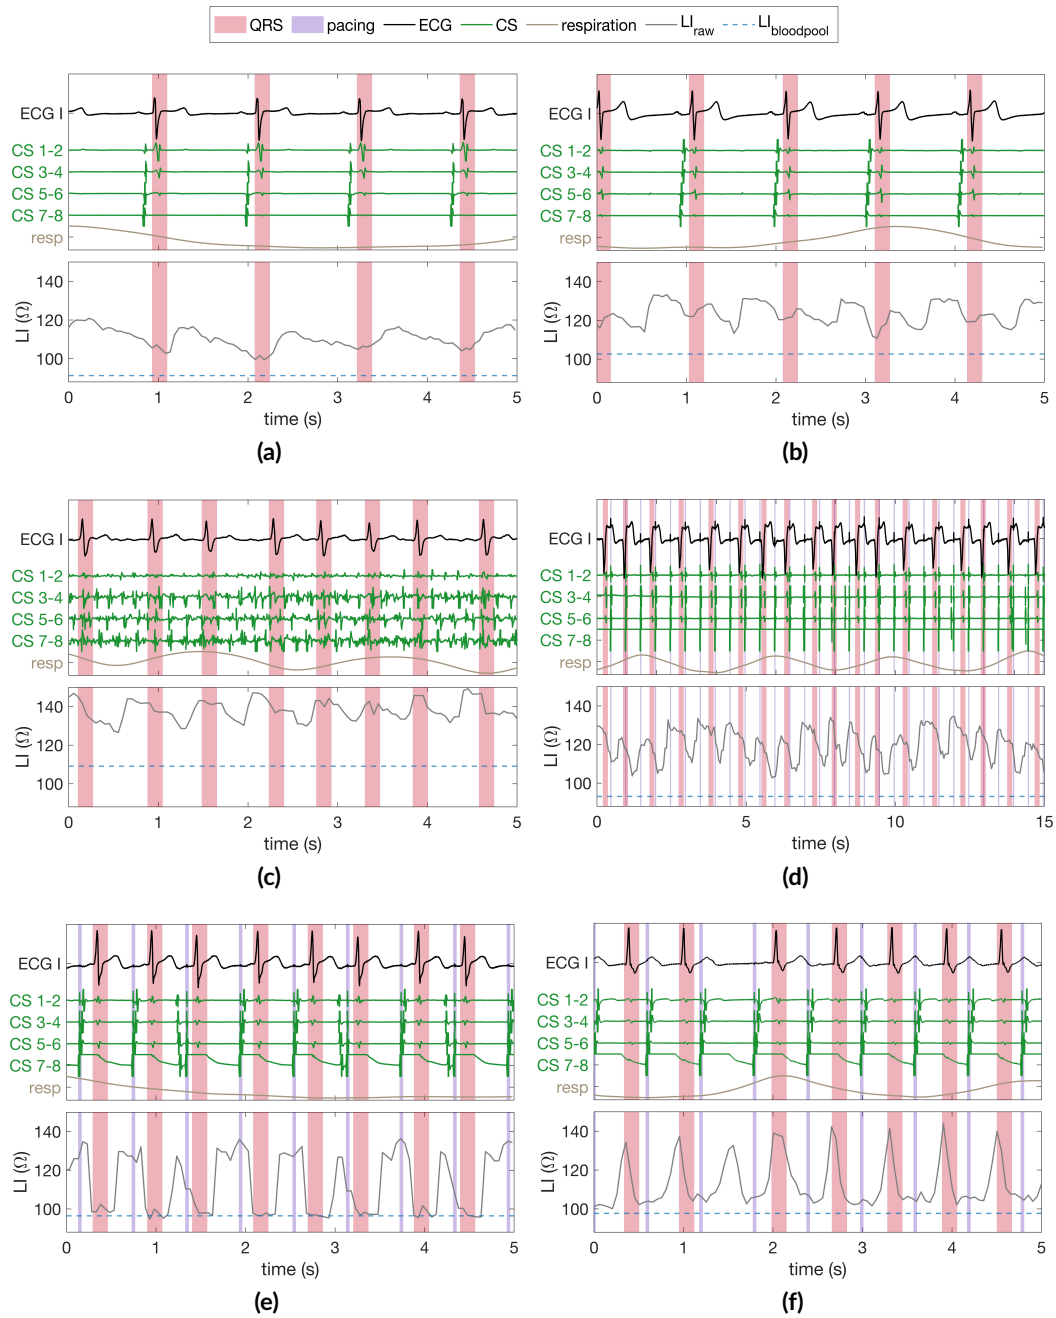 QRS pacing ECG CS respiration LIraw LIbloodpool
ECG I
CS 1-2
CS 3-4
CS 5-6
CS 7-8
resp
140
120
100
LI (Ω)
0 1 2 3 4 5
time (s)
(a)
ECG I
CS 1-2
CS 3-4
CS 5-6
CS 7-8
resp
140
120
100
LI (Ω)
0 1 2 3 4 5
time (s)
(b)
ECG I
CS 1-2
CS 3-4
CS 5-6
CS 7-8
resp
140
120
100
LI (Ω)
0 1 2 3 4 5
time (s)
(c)
ECG I
CS 1-2
CS 3-4
CS 5-6
CS 7-8
resp
140
120
100
LI (Ω)
0 5 10 15
time (s)
(d)
ECG I
CS 1-2
CS 3-4
CS 5-6
CS 7-8
resp
140
120
100
LI (Ω)
0 1 2 3 4 5
time (s)
(e)
ECG I
CS 1-2
CS 3-4
CS 5-6
CS 7-8
resp
140
120
100
LI (Ω)
0 1 2 3 4 5
time (s)
(f)